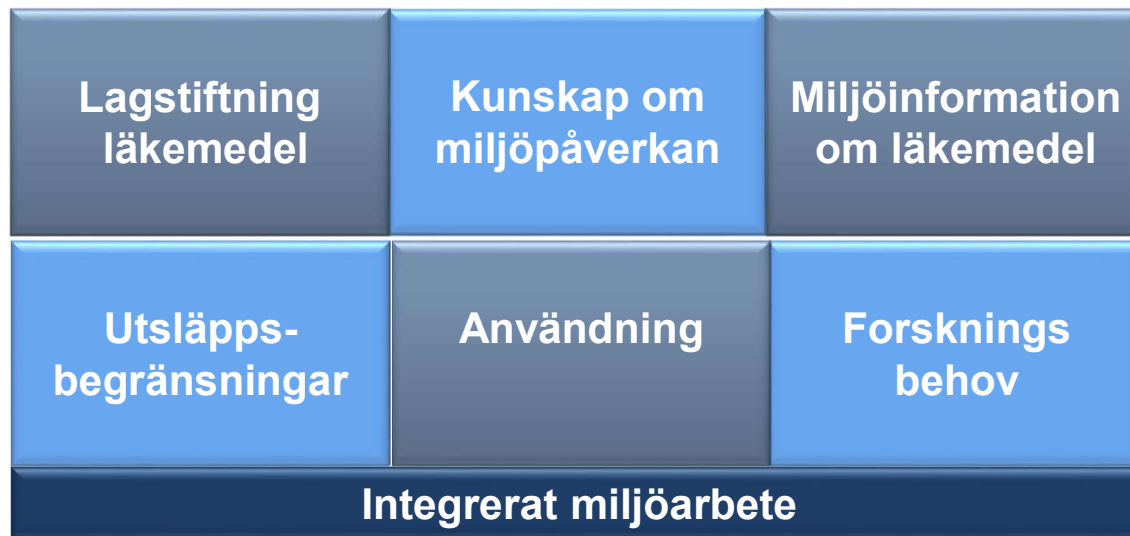 Lagstiftning
läkemedel
Kunskap om
miljöpåverkan
Miljöinformation
om läkemedel
Utsläpps-
begränsningar
Användning
Forsknings
behov
Integrerat miljöarbete